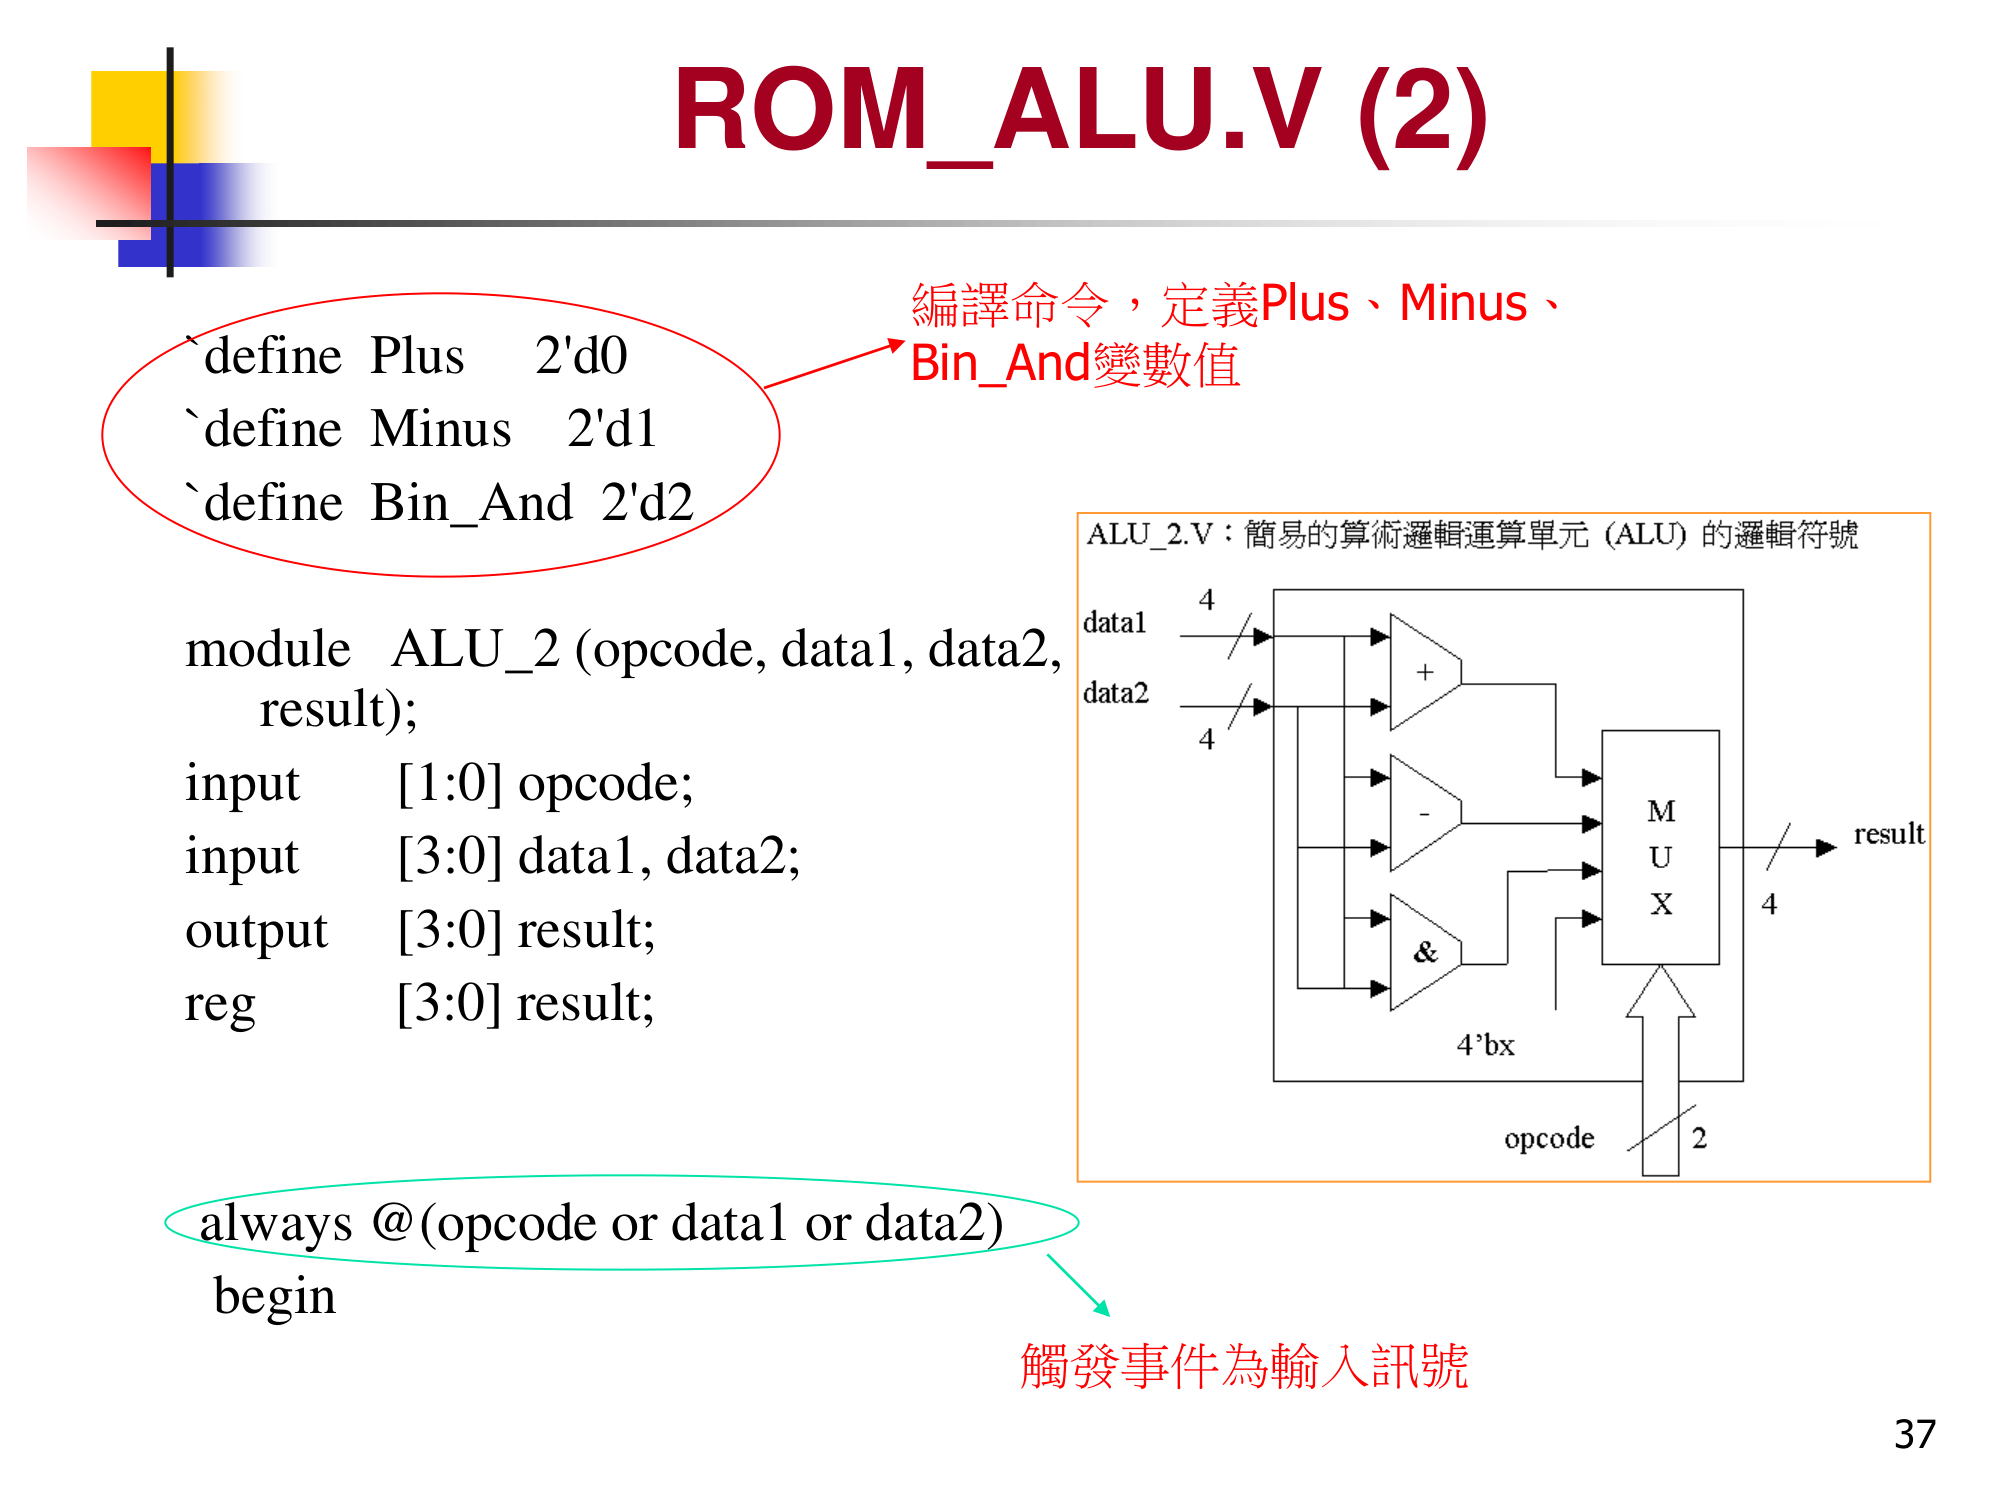 ROM_ALU.V (2)
編譯命令，定義Plus、Minus、
Bin_And變數值
`define Plus 2'd0
`define Minus 2'd1
`define Bin_And 2'd2
module ALU_2 (opcode, data1, data2,
result);
input [1:0] opcode;
input [3:0] data1, data2;
output [3:0] result;
reg [3:0] result;
always @(opcode or data1 or data2)
begin
觸發事件為輸入訊號
ALU_2.V：簡易的算術邏輯運算單元 (ALU) 的邏輯符號
data1
4
data2
4
+
-
&
4’bx
M
U
X
result
4
opcode
2
37